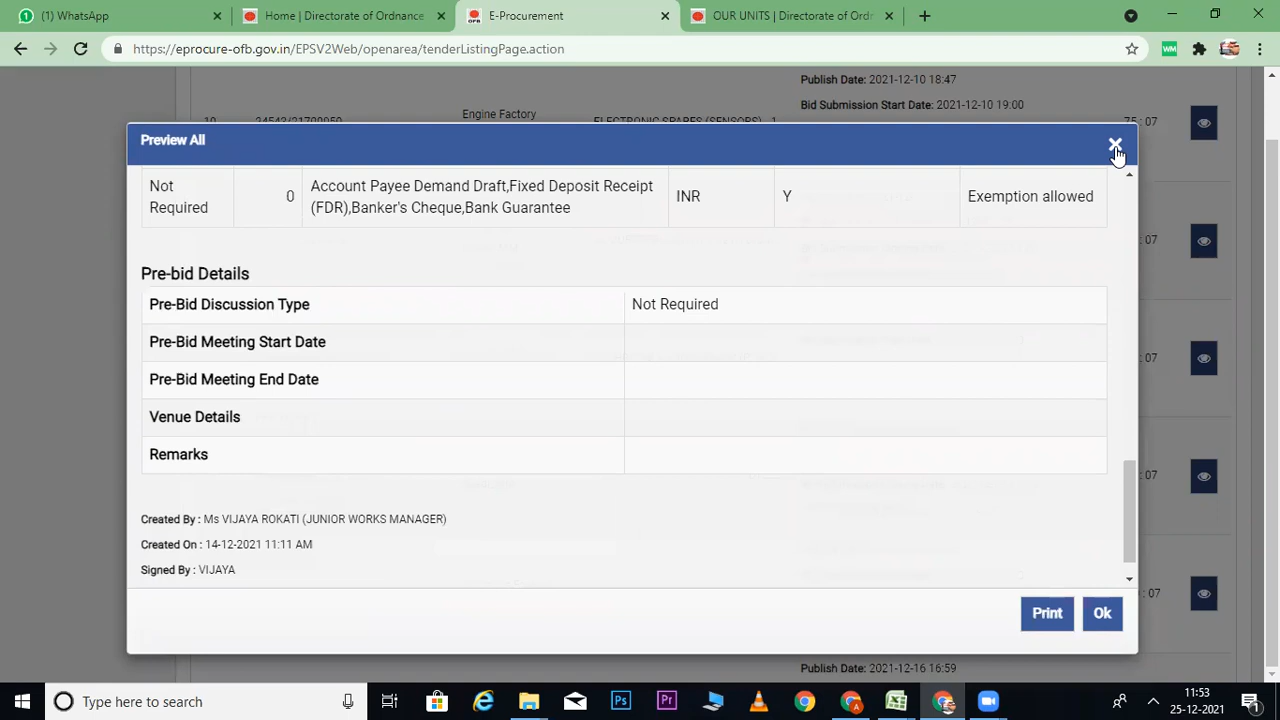 (1) WhatsApp
Home | Directorate of Ordnance
E-Procurement
OUR UNITS | Directorate of Ordn
https://eprocure-ofb.gov.in/EPSV2Web/openarea/tenderListingPage.action
Publish Date: 2021-12-10 18:47
Bid Submission Start Date: 2021-12-10 19:00
Engine Factory
Preview All
Not Required
0
Account Payee Demand Draft,Fixed Deposit Receipt
(FDR),Banker's Cheque,Bank Guarantee
INR
Y
Exemption allowed
Pre-bid Details
Pre-Bid Discussion Type
Not Required
Pre-Bid Meeting Start Date
Pre-Bid Meeting End Date
Venue Details
Remarks
Created By : Ms VIJAYA ROKATI (JUNIOR WORKS MANAGER)
Created On : 14-12-2021 11:11 AM
Signed By : VIJAYA
Print
Ok
Publish Date: 2021-12-16 16:59
Type here to search
11:53
25-12-2021